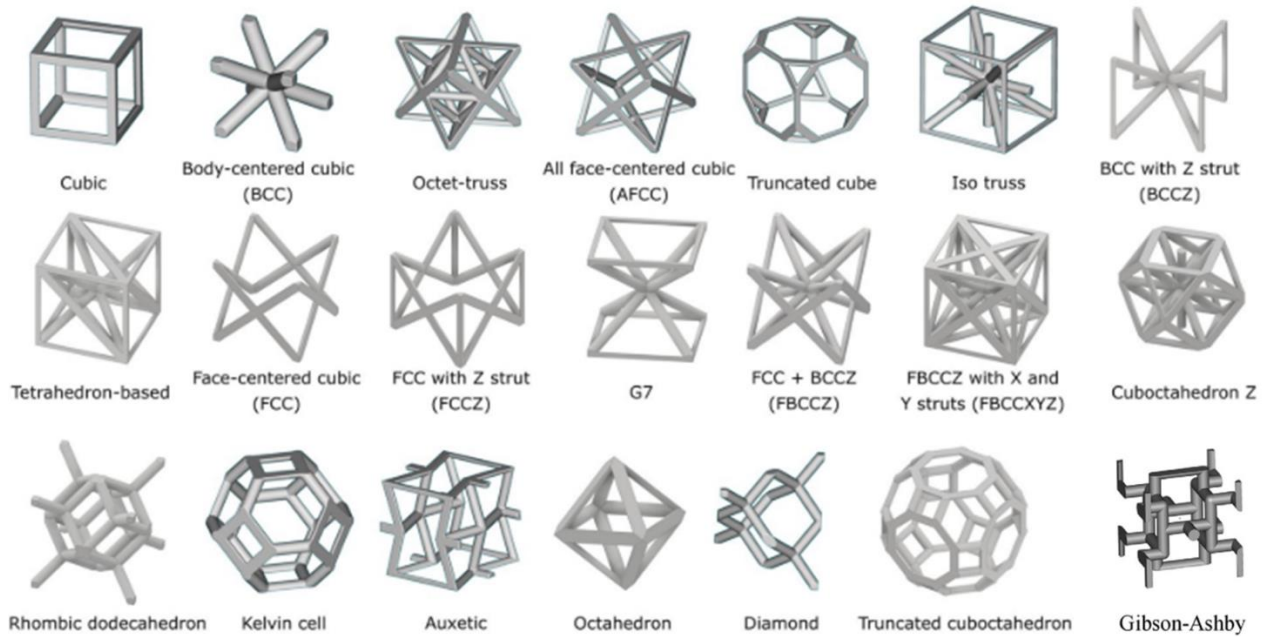 Cubic
Body-centered cubic
(BCC)
Octet-truss
All face-centered cubic
(AFCC)
Truncated cube
Iso truss
BCC with Z strut
(BCCZ)
Tetrahedron-based
Face-centered cubic
(FCC)
FCC with Z strut
(FCCZ)
G7
FCC + BCCZ
(FBCCZ)
FBCCZ with X and
Y struts (FBCCXYZ)
Cuboctahedron Z
Rhombic dodecahedron
Kelvin cell
Auxetic
Octahedron
Diamond
Truncated cuboctahedron
Gibson-Ashby